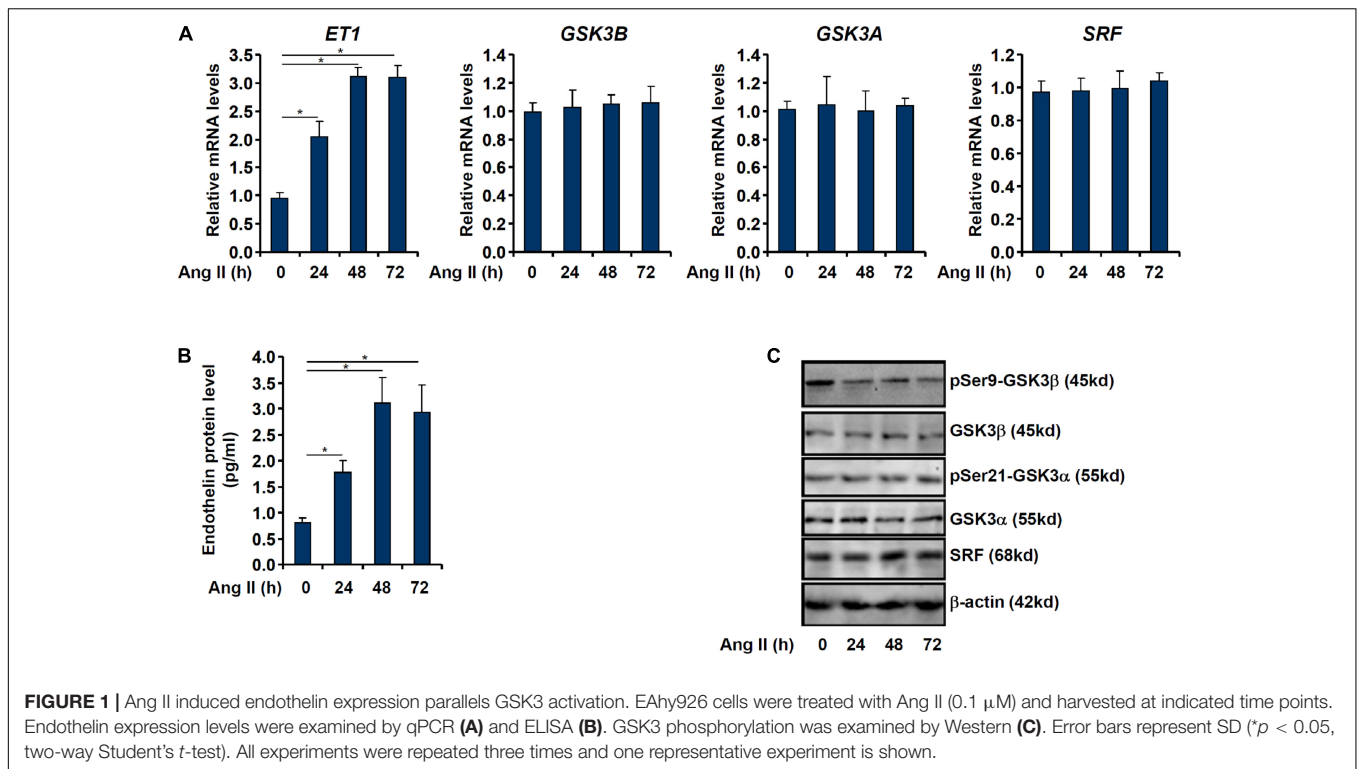 A
ET1
GSK3B
GSK3A
SRF
Relative mRNA levels
3.5
3.0
2.5
2.0
1.5
1.0
0.5
0.0
*
*
*
Ang II (h) 0 24 48 72
Relative mRNA levels
1.4
1.2
1.0
0.8
0.6
0.4
0.2
0.0
Ang II (h) 0 24 48 72
Relative mRNA levels
1.4
1.2
1.0
0.8
0.6
0.4
0.2
0.0
Ang II (h) 0 24 48 72
Relative mRNA levels
1.2
1.0
0.8
0.6
0.4
0.2
0.0
Ang II (h) 0 24 48 72
B
Endothelin protein level
(pg/ml)
4.0
3.5
3.0
2.5
2.0
1.5
1.0
0.5
0.0
*
*
*
Ang II (h) 0 24 48 72
C
pSer9-GSK3β (45kd)
GSK3β (45kd)
pSer21-GSK3α (55kd)
GSK3α (55kd)
SRF (68kd)
β-actin (42kd)
Ang II (h) 0 24 48 72
FIGURE 1 | Ang II induced endothelin expression parallels GSK3 activation. EAhy926 cells were treated with Ang II (0.1 μM) and harvested at indicated time points.
Endothelin expression levels were examined by qPCR (A) and ELISA (B). GSK3 phosphorylation was examined by Western (C). Error bars represent SD (*p < 0.05,
two-way Student's t-test). All experiments were repeated three times and one representative experiment is shown.